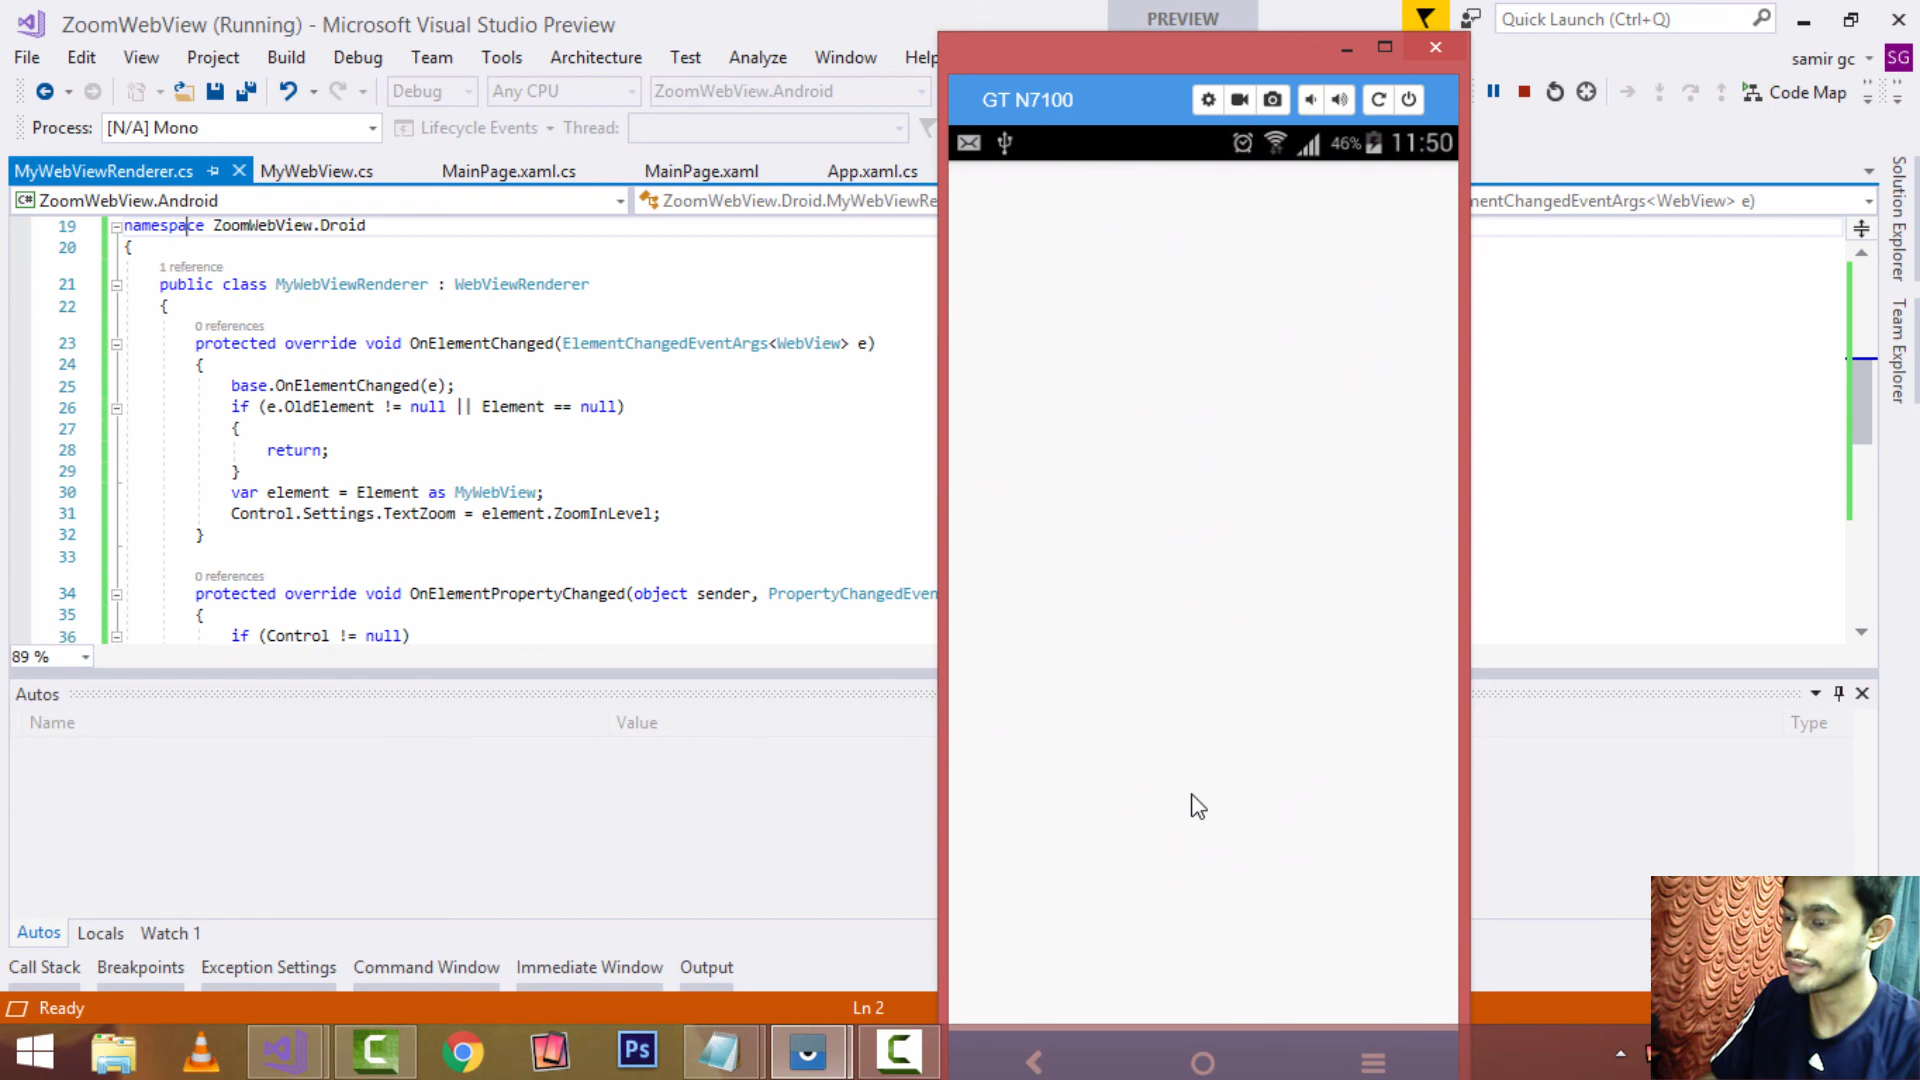 ZoomWebView (Running) - Microsoft Visual Studio Preview
PREVIEW
Quick Launch (Ctrl+Q)
File Edit View Project Build Debug Team Tools Architecture Test Analyze Window Help
samir gc SG
Debug Any CPU ZoomWebView.Android
Code Map
Process: [N/A] Mono Lifecycle Events Thread:
MyWebViewRenderer.cs MyWebView.cs MainPage.xaml.cs MainPage.xaml App.xaml.cs
C# ZoomWebView.Android ZoomWebView.Droid.MyWebViewRe mentChangedEventArgs<WebView> e)
19 namespace ZoomWebView.Droid
20 {
1 reference
21 public class MyWebViewRenderer : WebViewRenderer
22 {
0 references
23 protected override void OnElementChanged(ElementChangedEventArgs<WebView> e)
24 {
25 base.OnElementChanged(e);
26 if (e.OldElement != null || Element == null)
27 {
28 return;
29 }
30 var element = Element as MyWebView;
31 Control.Settings.TextZoom = element.ZoomInLevel;
32 }
33
0 references
34 protected override void OnElementPropertyChanged(object sender, PropertyChangedEven
35 {
36 if (Control != null)
89 %
GT N7100
46% 11:50
Solution Explorer
Team Explorer
Autos
Name Value Type
Autos Locals Watch 1
Call Stack Breakpoints Exception Settings Command Window Immediate Window Output
Ready Ln 2
Ps